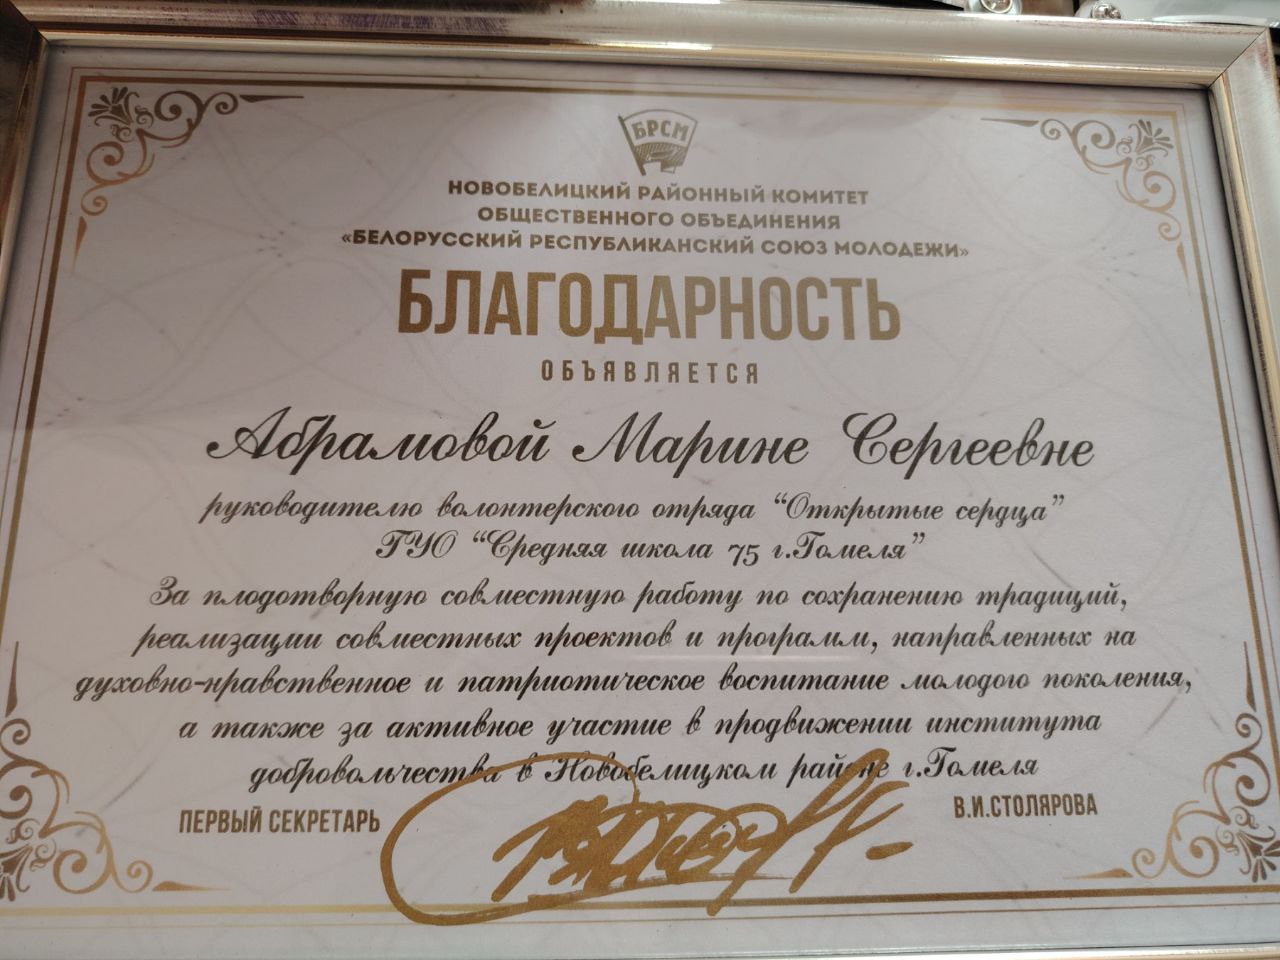 БРСМ
НОВОБЕЛИЦКИЙ РАЙОННЫЙ КОМИТЕТ
ОБЩЕСТВЕННОГО ОБЪЕДИНЕНИЯ
«БЕЛОРУССКИЙ РЕСПУБЛИКАНСКИЙ СОЮЗ МОЛОДЕЖИ»
БЛАГОДАРНОСТЬ
ОБЪЯВЛЯЕТСЯ
Абрамовой Марине Сергеевне
руководителю волонтерского отряда “Открытые сердца”
ГУО “Средняя школа 75 г.Гомеля”
За плодотворную совместную работу по сохранению традиций,
реализации совместных проектов и программ, направленных на
духовно-нравственное и патриотическое воспитание молодого поколения,
а также за активное участие в продвижении института
добровольчества в Новобелицком районе г.Гомеля
ПЕРВЫЙ СЕКРЕТАРЬ
В.И.СТОЛЯРОВА